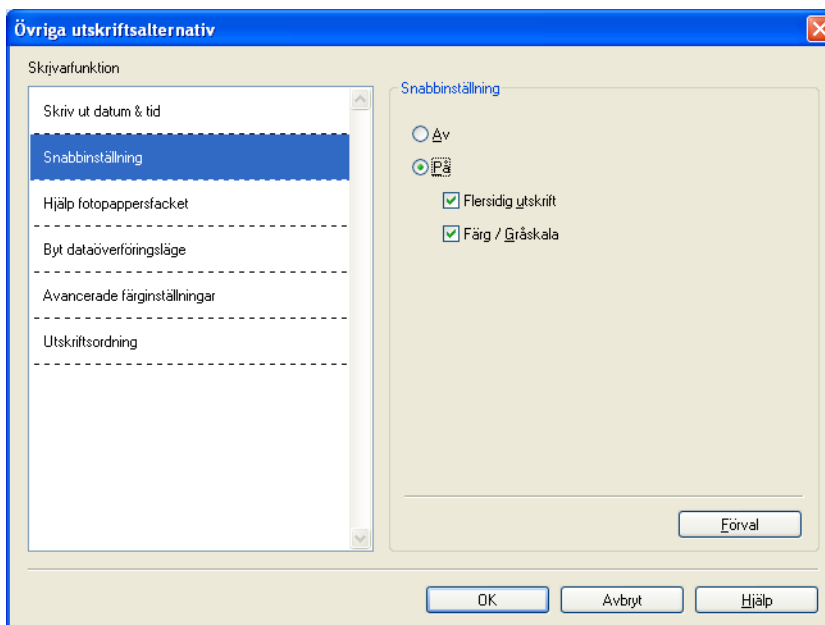 Övriga utskriftsalternativ
Skrivarfunktion
Skriv ut datum & tid
Snabbinställning
Hjälp fotopappersfacket
Byt dataöverföringsläge
Avancerade färginställningar
Utskriftsordning
Snabbinställning
Av
På
Flersidig utskrift
Färg / Gråskala
Förval
OK
Avbryt
Hjälp